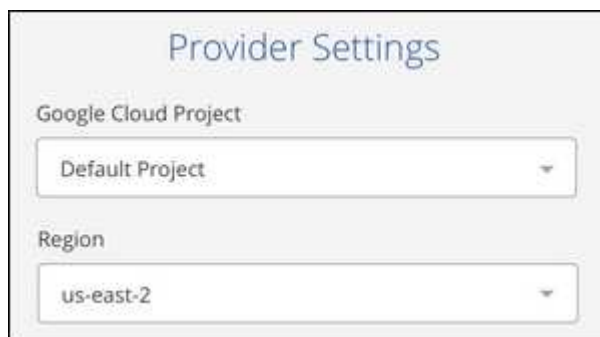 Provider Settings
Google Cloud Project
Default Project
Region
us-east-2